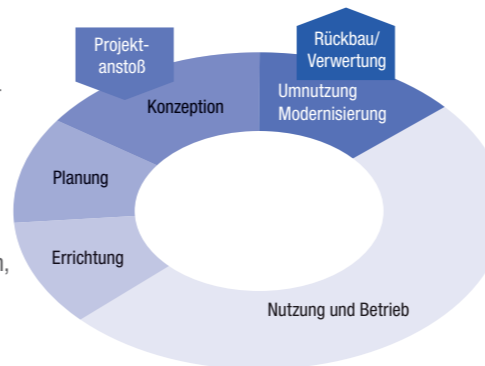 Projekt-
anstoß
Rückbau/
Verwertung
Konzeption
Umnutzung
Modernisierung
Planung
Errichtung
Nutzung und Betrieb